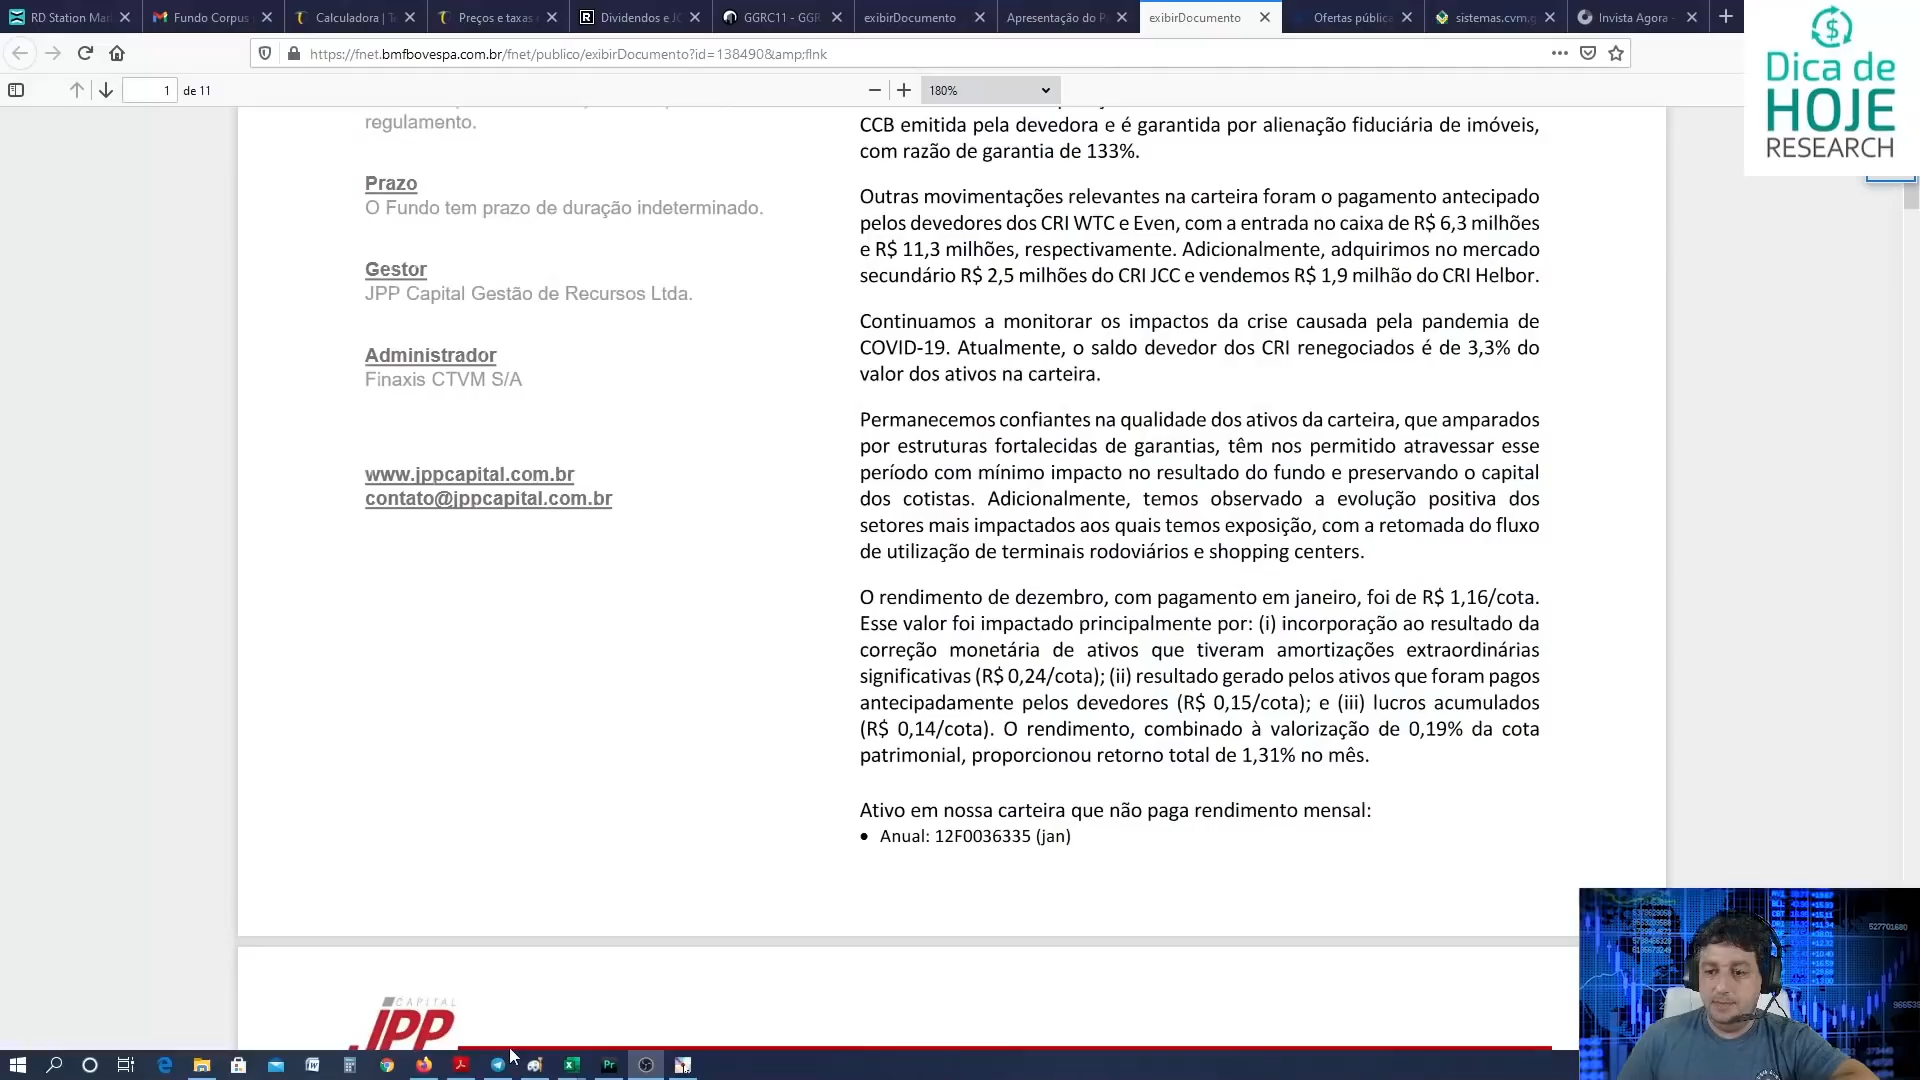 RD Station Mar
Fundo Corpus
Calculadora | T
Preços e taxas
Dividendos e JC
GGRC11 - GGR
exibirDocumento
Apresentação do P
exibirDocumento
Ofertas pública
sistemas.cvm.g
Invista Agora -
https://fnet.bmfbovespa.com.br/fnet/publico/exibirDocumento?id=138490&amp;flnk
1 de 11
180%
Dica de
HOJE
RESEARCH
regulamento.
Prazo
O Fundo tem prazo de duração indeterminado.
Gestor
JPP Capital Gestão de Recursos Ltda.
Administrador
Finaxis CTVM S/A
www.jppcapital.com.br
contato@jppcapital.com.br
CCB emitida pela devedora e é garantida por alienação fiduciária de imóveis,
com razão de garantia de 133%.
Outras movimentações relevantes na carteira foram o pagamento antecipado
pelos devedores dos CRI WTC e Even, com a entrada no caixa de R$ 6,3 milhões
e R$ 11,3 milhões, respectivamente. Adicionalmente, adquirimos no mercado
secundário R$ 2,5 milhões do CRI JCC e vendemos R$ 1,9 milhão do CRI Helbor.
Continuamos a monitorar os impactos da crise causada pela pandemia de
COVID-19. Atualmente, o saldo devedor dos CRI renegociados é de 3,3% do
valor dos ativos na carteira.
Permanecemos confiantes na qualidade dos ativos da carteira, que amparados
por estruturas fortalecidas de garantias, têm nos permitido atravessar esse
período com mínimo impacto no resultado do fundo e preservando o capital
dos cotistas. Adicionalmente, temos observado a evolução positiva dos
setores mais impactados aos quais temos exposição, com a retomada do fluxo
de utilização de terminais rodoviários e shopping centers.
O rendimento de dezembro, com pagamento em janeiro, foi de R$ 1,16/cota.
Esse valor foi impactado principalmente por: (i) incorporação ao resultado da
correção monetária de ativos que tiveram amortizações extraordinárias
significativas (R$ 0,24/cota); (ii) resultado gerado pelos ativos que foram pagos
antecipadamente pelos devedores (R$ 0,15/cota); e (iii) lucros acumulados
(R$ 0,14/cota). O rendimento, combinado à valorização de 0,19% da cota
patrimonial, proporcionou retorno total de 1,31% no mês.
Ativo em nossa carteira que não paga rendimento mensal:
• Anual: 12F0036335 (jan)
CAPITAL
JPP
527701680